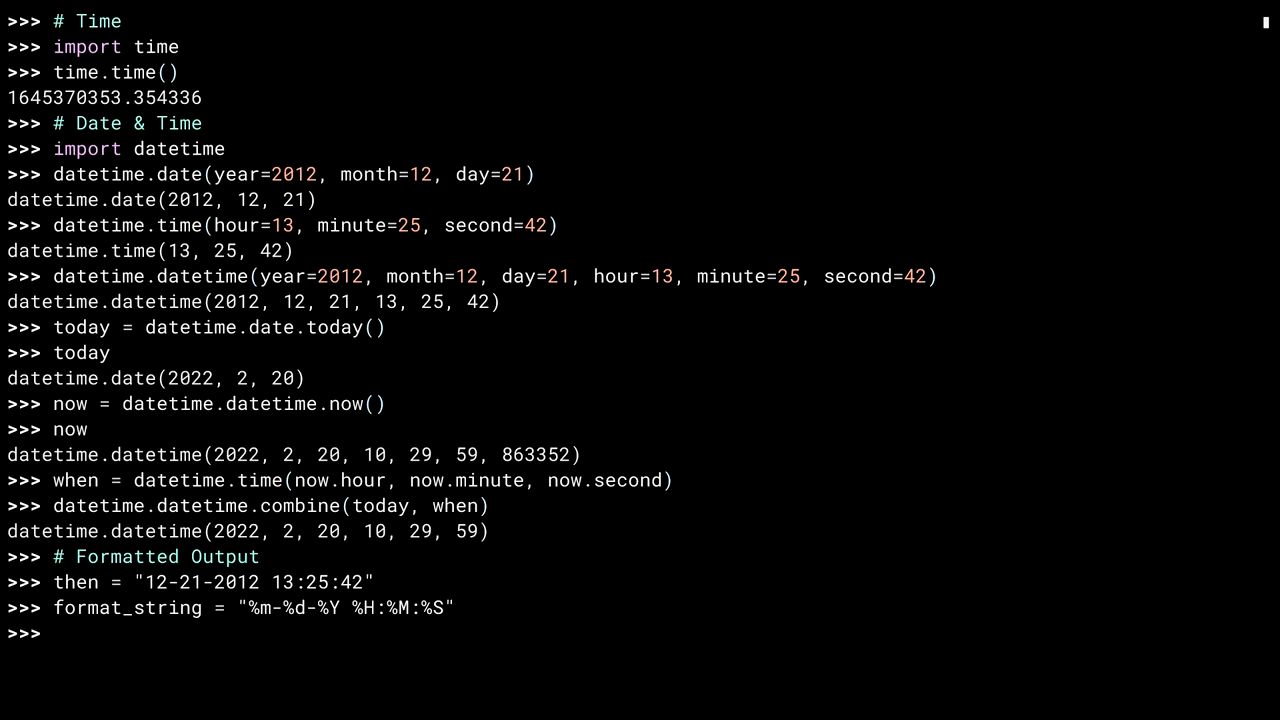 >>> # Time
>>> import time
>>> time.time()
1645370353.354336
>>> # Date & Time
>>> import datetime
>>> datetime.date(year=2012, month=12, day=21)
datetime.date(2012, 12, 21)
>>> datetime.time(hour=13, minute=25, second=42)
datetime.time(13, 25, 42)
>>> datetime.datetime(year=2012, month=12, day=21, hour=13, minute=25, second=42)
datetime.datetime(2012, 12, 21, 13, 25, 42)
>>> today = datetime.date.today()
>>> today
datetime.date(2022, 2, 20)
>>> now = datetime.datetime.now()
>>> now
datetime.datetime(2022, 2, 20, 10, 29, 59, 863352)
>>> when = datetime.time(now.hour, now.minute, now.second)
>>> datetime.datetime.combine(today, when)
datetime.datetime(2022, 2, 20, 10, 29, 59)
>>> # Formatted Output
>>> then = "12-21-2012 13:25:42"
>>> format_string = "%m-%d-%Y %H:%M:%S"
>>>